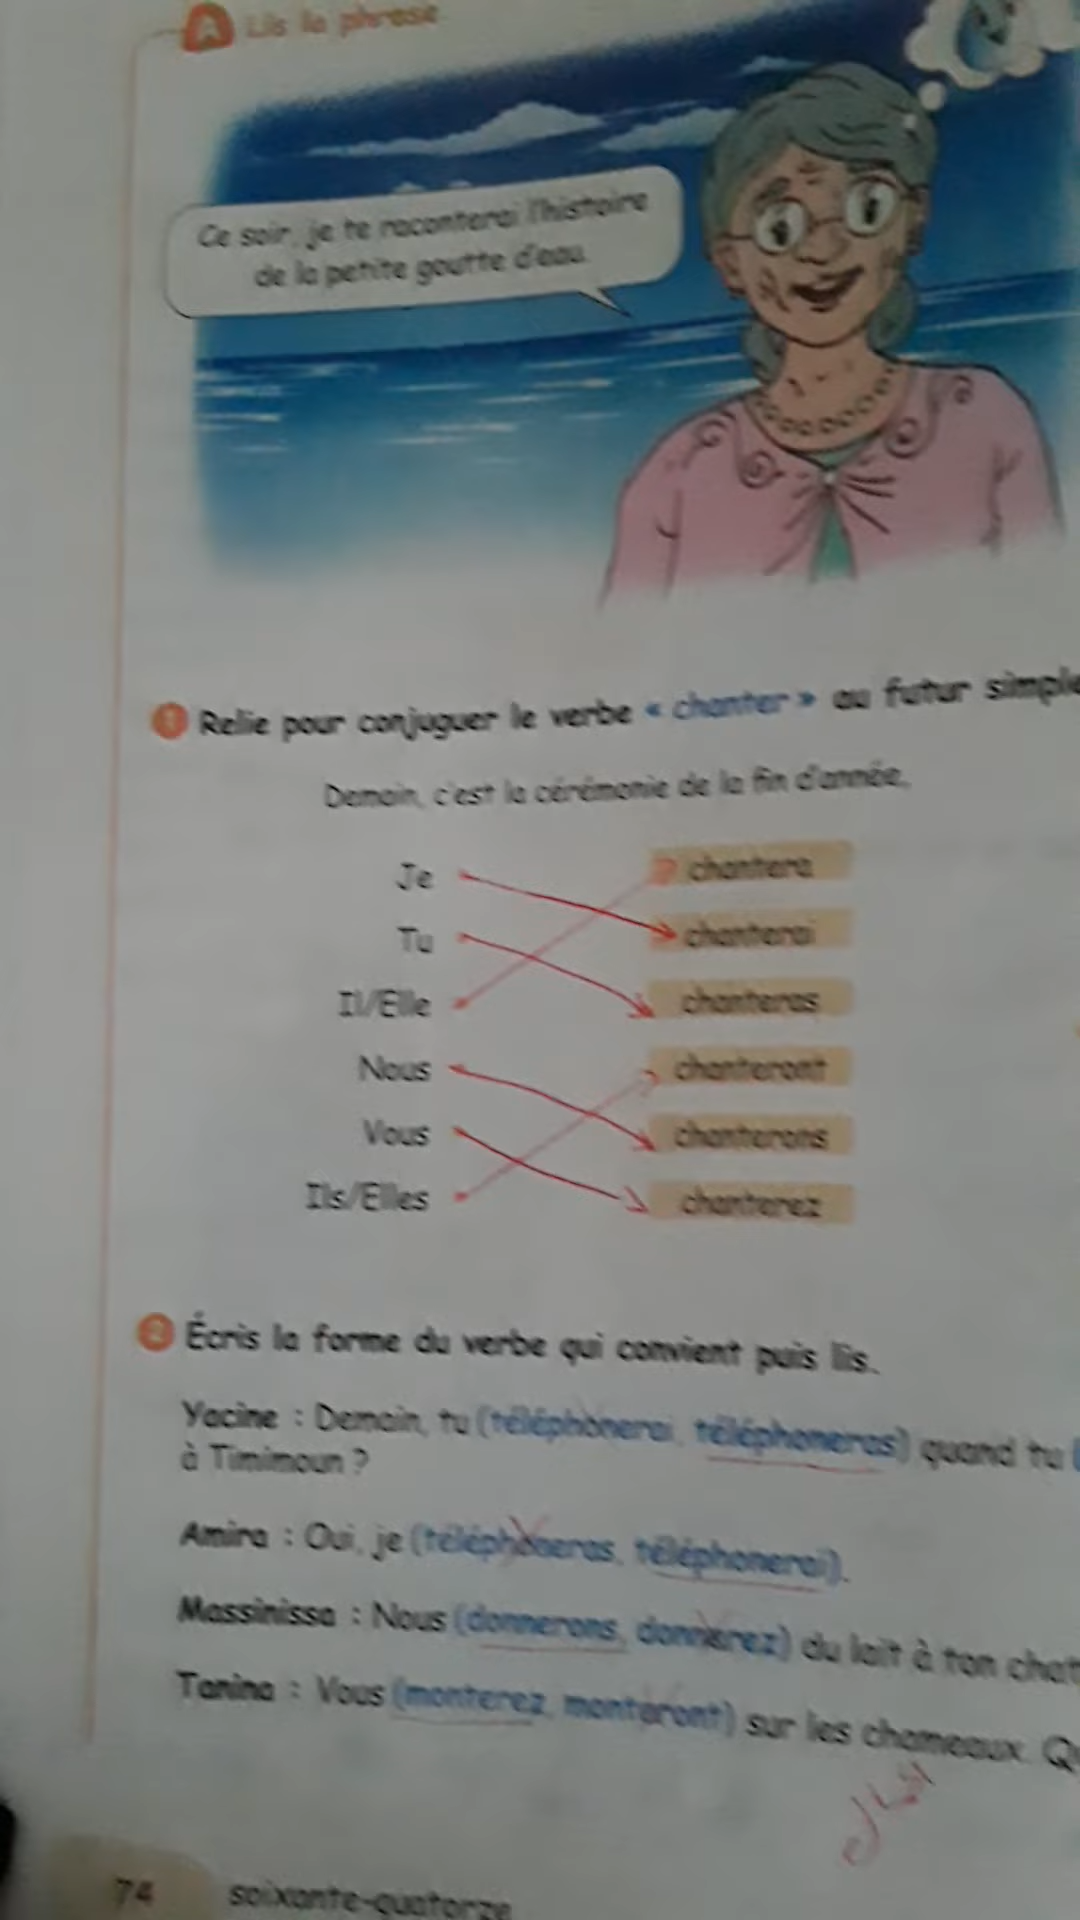 A Lis la phrase
Ce soir, je te raconterai l'histoire
de la petite goutte d'eau.
1 Relie pour conjuguer le verbe « chanter » au futur simple
Demain, c'est la cérémonie de la fin d'année,
Je chantera
Tu chanterai
Il/Elle chanteras
Nous chanteront
Vous chanterons
Ils/Elles chanterez
2 Écris la forme du verbe qui convient puis lis.
Yacine : Demain, tu (téléphonerai, téléphoneras) quand tu (
à Timimoun ?
Amira : Oui, je (téléphoneras, téléphonerai).
Massinissa : Nous (donnerons, donnerez) du lait à ton chat
Tanina : Vous (monterez, monteront) sur les chameaux. Qu
74 soixante-quatorze